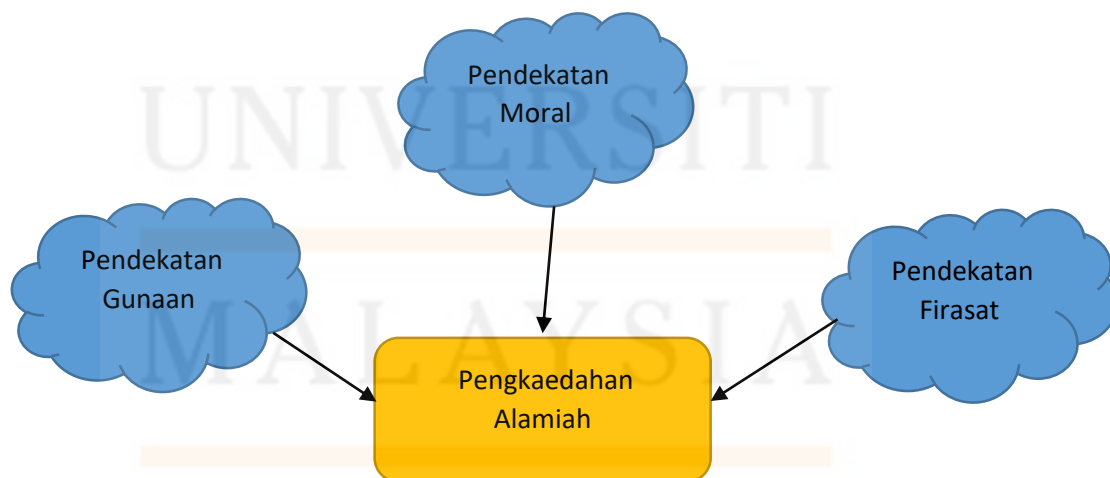 Pendekatan
Moral
UNIVERSITI
Pendekatan
Gunaan
Pendekatan
Firasat
MALAYSIA
Pengkaedahan
Alamiah